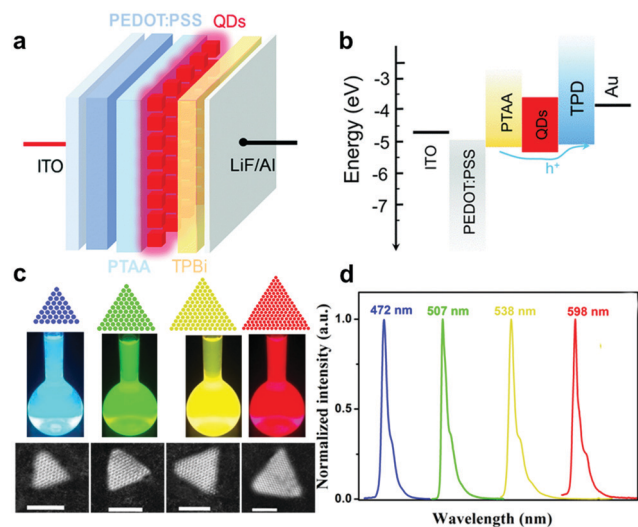 a
PEDOT:PSS QDs
ITO
LiF/Al
PTAA TPBi
b
Energy (eV)
-3
-4
-5
-6
-7
ITO
PEDOT:PSS
PTAA
QDs
TPD
Au
h+
c
d
472 nm 507 nm 538 nm 598 nm
Normalized intensity (a.u.)
1.0
0.5
0.0
Wavelength (nm)